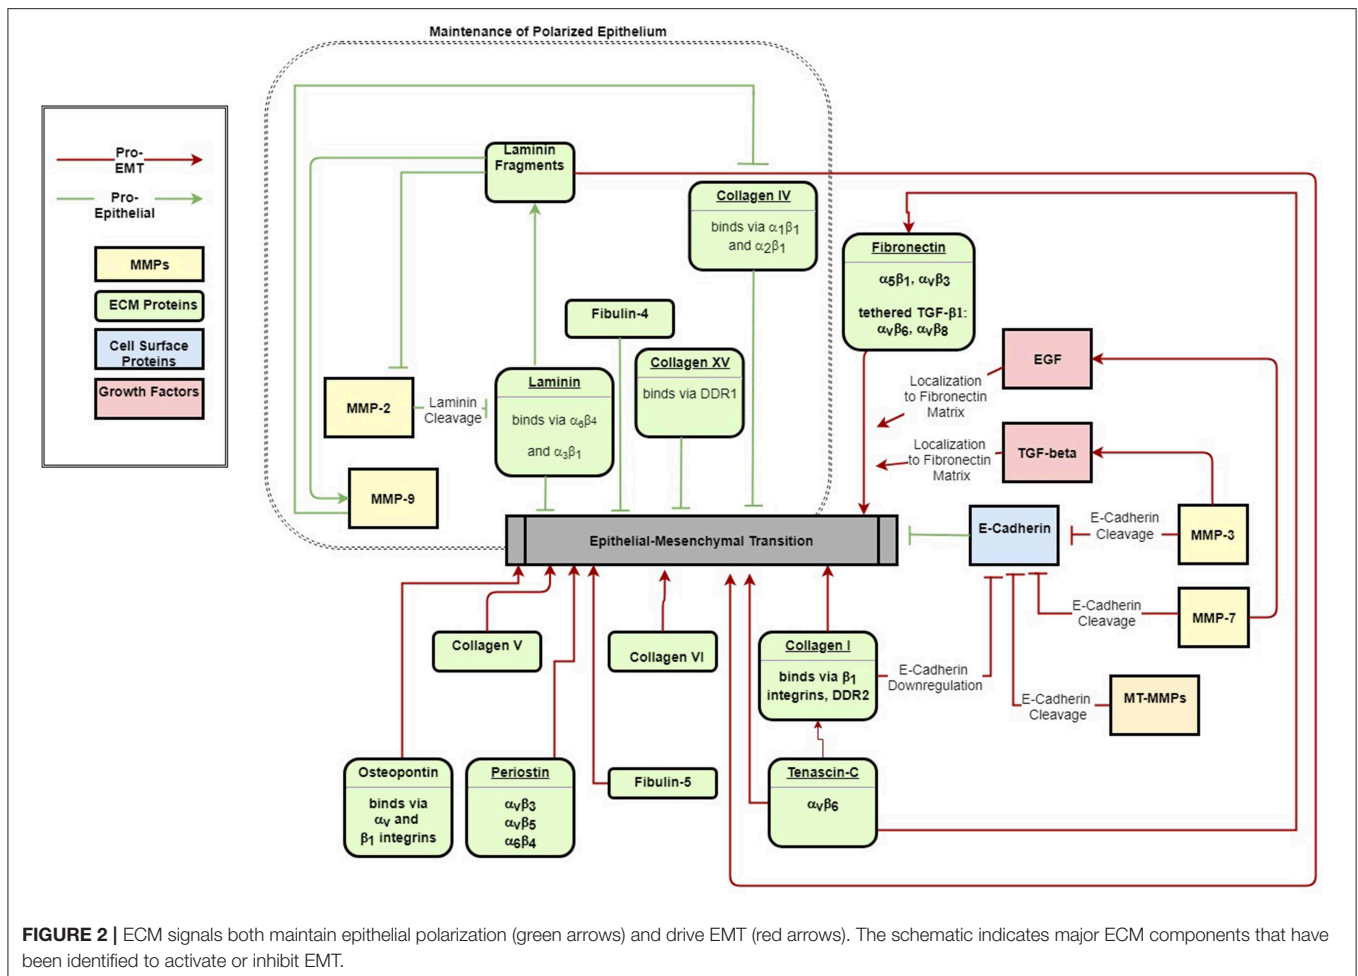 Maintenance of Polarized Epithelium
Pro-
EMT
Pro-
Epithelial
MMPs
ECM Proteins
Cell Surface
Proteins
Growth Factors
Laminin
Fragments
Collagen IV
binds via α1β1
and α2β1
Fibronectin
α5β1, αvβ3
tethered TGF-β1:
αvβ6, αvβ8
Fibulin-4
Collagen XV
binds via DDR1
EGF
Localization
to Fibronectin
Matrix
MMP-2
Laminin
Cleavage
Laminin
binds via α6β4
and α3β1
TGF-beta
Localization
to Fibronectin
Matrix
MMP-9
Epithelial-Mesenchymal Transition
E-Cadherin
E-Cadherin
Cleavage
MMP-3
E-Cadherin
Cleavage
MMP-7
Collagen V
Collagen VI
Collagen I
binds via β1
integrins, DDR2
E-Cadherin
Downregulation
E-Cadherin
Cleavage
MT-MMPs
Osteopontin
binds via
αv and
β1 integrins
Periostin
αvβ3
αvβ5
α6β4
Fibulin-5
Tenascin-C
αvβ6
FIGURE 2 | ECM signals both maintain epithelial polarization (green arrows) and drive EMT (red arrows). The schematic indicates major ECM components that have
been identified to activate or inhibit EMT.